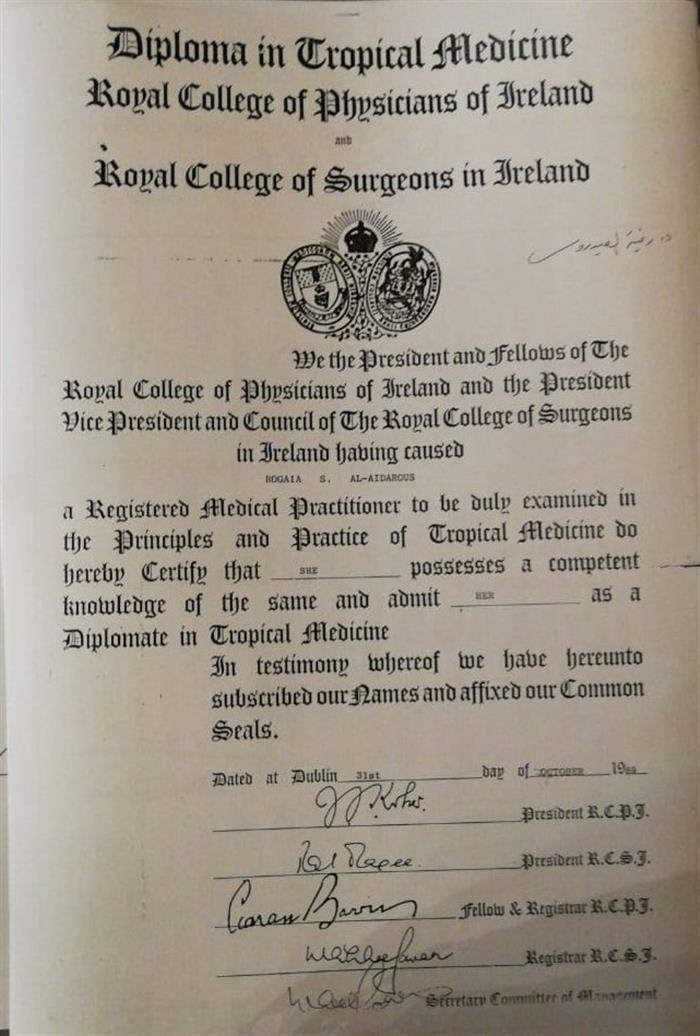 Diploma in Tropical Medicine
Royal College of Physicians of Ireland
and
Royal College of Surgeons in Ireland
د. رقية العيدروس
We the President and Fellows of The
Royal College of Physicians of Ireland and the President
Vice President and Council of The Royal College of Surgeons
in Ireland having caused
ROGAIA S. AL-AIDAROUS
a Registered Medical Practitioner to be duly examined in
the Principles and Practice of Tropical Medicine do
hereby Certify that SHE possesses a competent
knowledge of the same and admit HER as a
Diplomate in Tropical Medicine
In testimony whereof we have hereunto
subscribed our Names and affixed our Common
Seals.
Dated at Dublin 31st day of OCTOBER 19
President R.C.P.I.
President R.C.S.I.
Fellow & Registrar R.C.P.I.
Registrar R.C.S.I.
Secretary Committee of Management